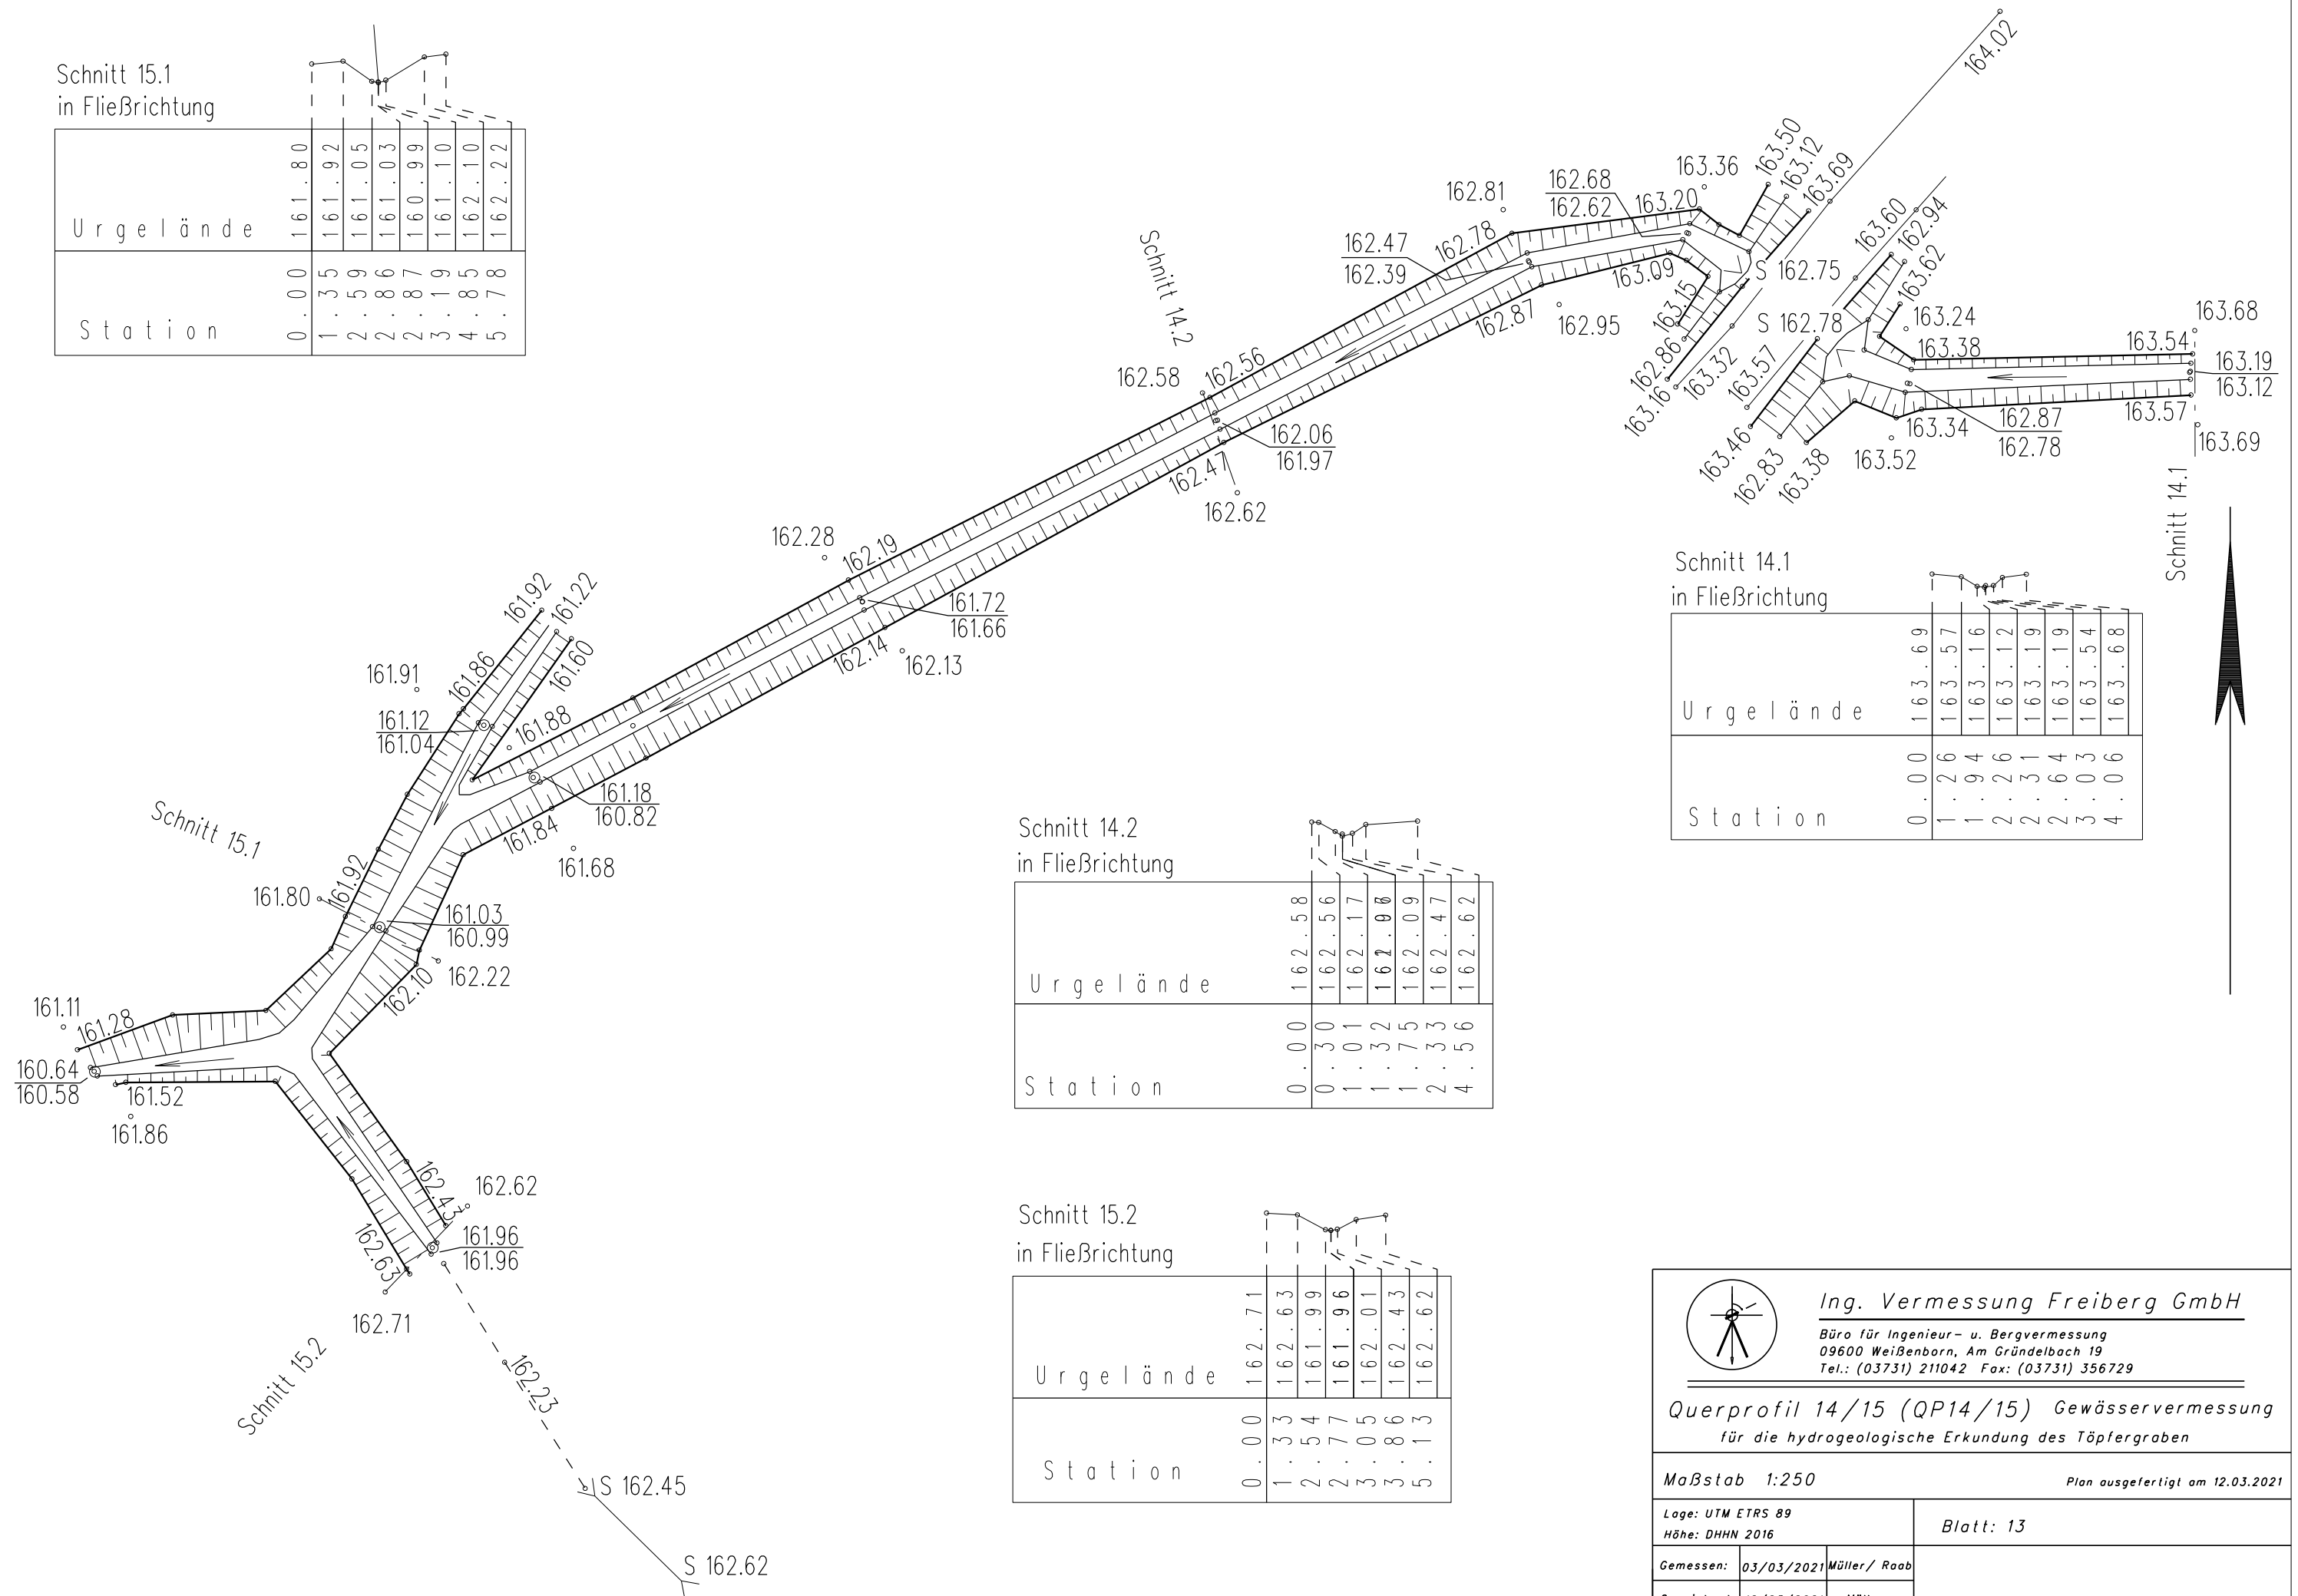 Schnitt 15.1
in Fließrichtung
Urgelände 161.80 161.92 161.05 161.03 160.99 161.10 162.10 162.22
Station 0.00 1.35 2.59 2.86 2.87 3.19 4.85 5.78
164.02
163.50
163.12
163.69
163.36
163.20
162.68
162.62
162.81
162.78
162.47
162.39
163.09
S 162.75
163.15
162.86
163.16
163.32
162.95
162.87
Schnitt 14.2
162.58
162.56
162.06
161.97
162.47
162.62
163.60
162.94
163.62
S 162.78
163.57
163.24
163.38
163.54
163.68
163.19
163.12
163.57
163.69
162.87
162.78
163.34
163.52
163.46
162.83
163.38
Schnitt 14.1
162.28
162.19
161.72
161.66
162.14
162.13
161.92
161.22
161.60
161.86
161.91
161.12
161.04
161.88
161.18
160.82
161.84
161.68
Schnitt 15.1
161.80
161.92
161.03
160.99
162.22
162.10
161.11
161.28
160.64
160.58
161.52
161.86
162.43
162.62
161.96
161.96
162.63
162.71
Schnitt 15.2
162.23
S 162.45
S 162.62
Schnitt 14.1
in Fließrichtung
Urgelände 163.69 163.57 163.16 163.12 163.19 163.19 163.54 163.68
Station 0.00 1.26 1.94 2.26 2.31 2.64 3.03 4.06
Schnitt 14.2
in Fließrichtung
Urgelände 162.58 162.56 162.17 162.09 162.47 162.62
Station 0.00 0.30 1.01 1.32 1.75 2.33 4.56
Schnitt 15.2
in Fließrichtung
Urgelände 162.71 162.63 161.99 161.96 162.01 162.43 162.62
Station 0.00 1.33 2.54 2.77 3.05 3.86 5.13
Ing. Vermessung Freiberg GmbH
Büro für Ingenieur- u. Bergvermessung
09600 Weißenborn, Am Gründelbach 19
Tel.: (03731) 211042 Fax: (03731) 356729
Querprofil 14/15 (QP14/15) Gewässervermessung
für die hydrogeologische Erkundung des Töpfergraben
Maßstab 1:250 Plan ausgefertigt am 12.03.2021
Lage: UTM ETRS 89
Höhe: DHHN 2016
Blatt: 13
Gemessen: 03/03/2021 Müller/ Raab